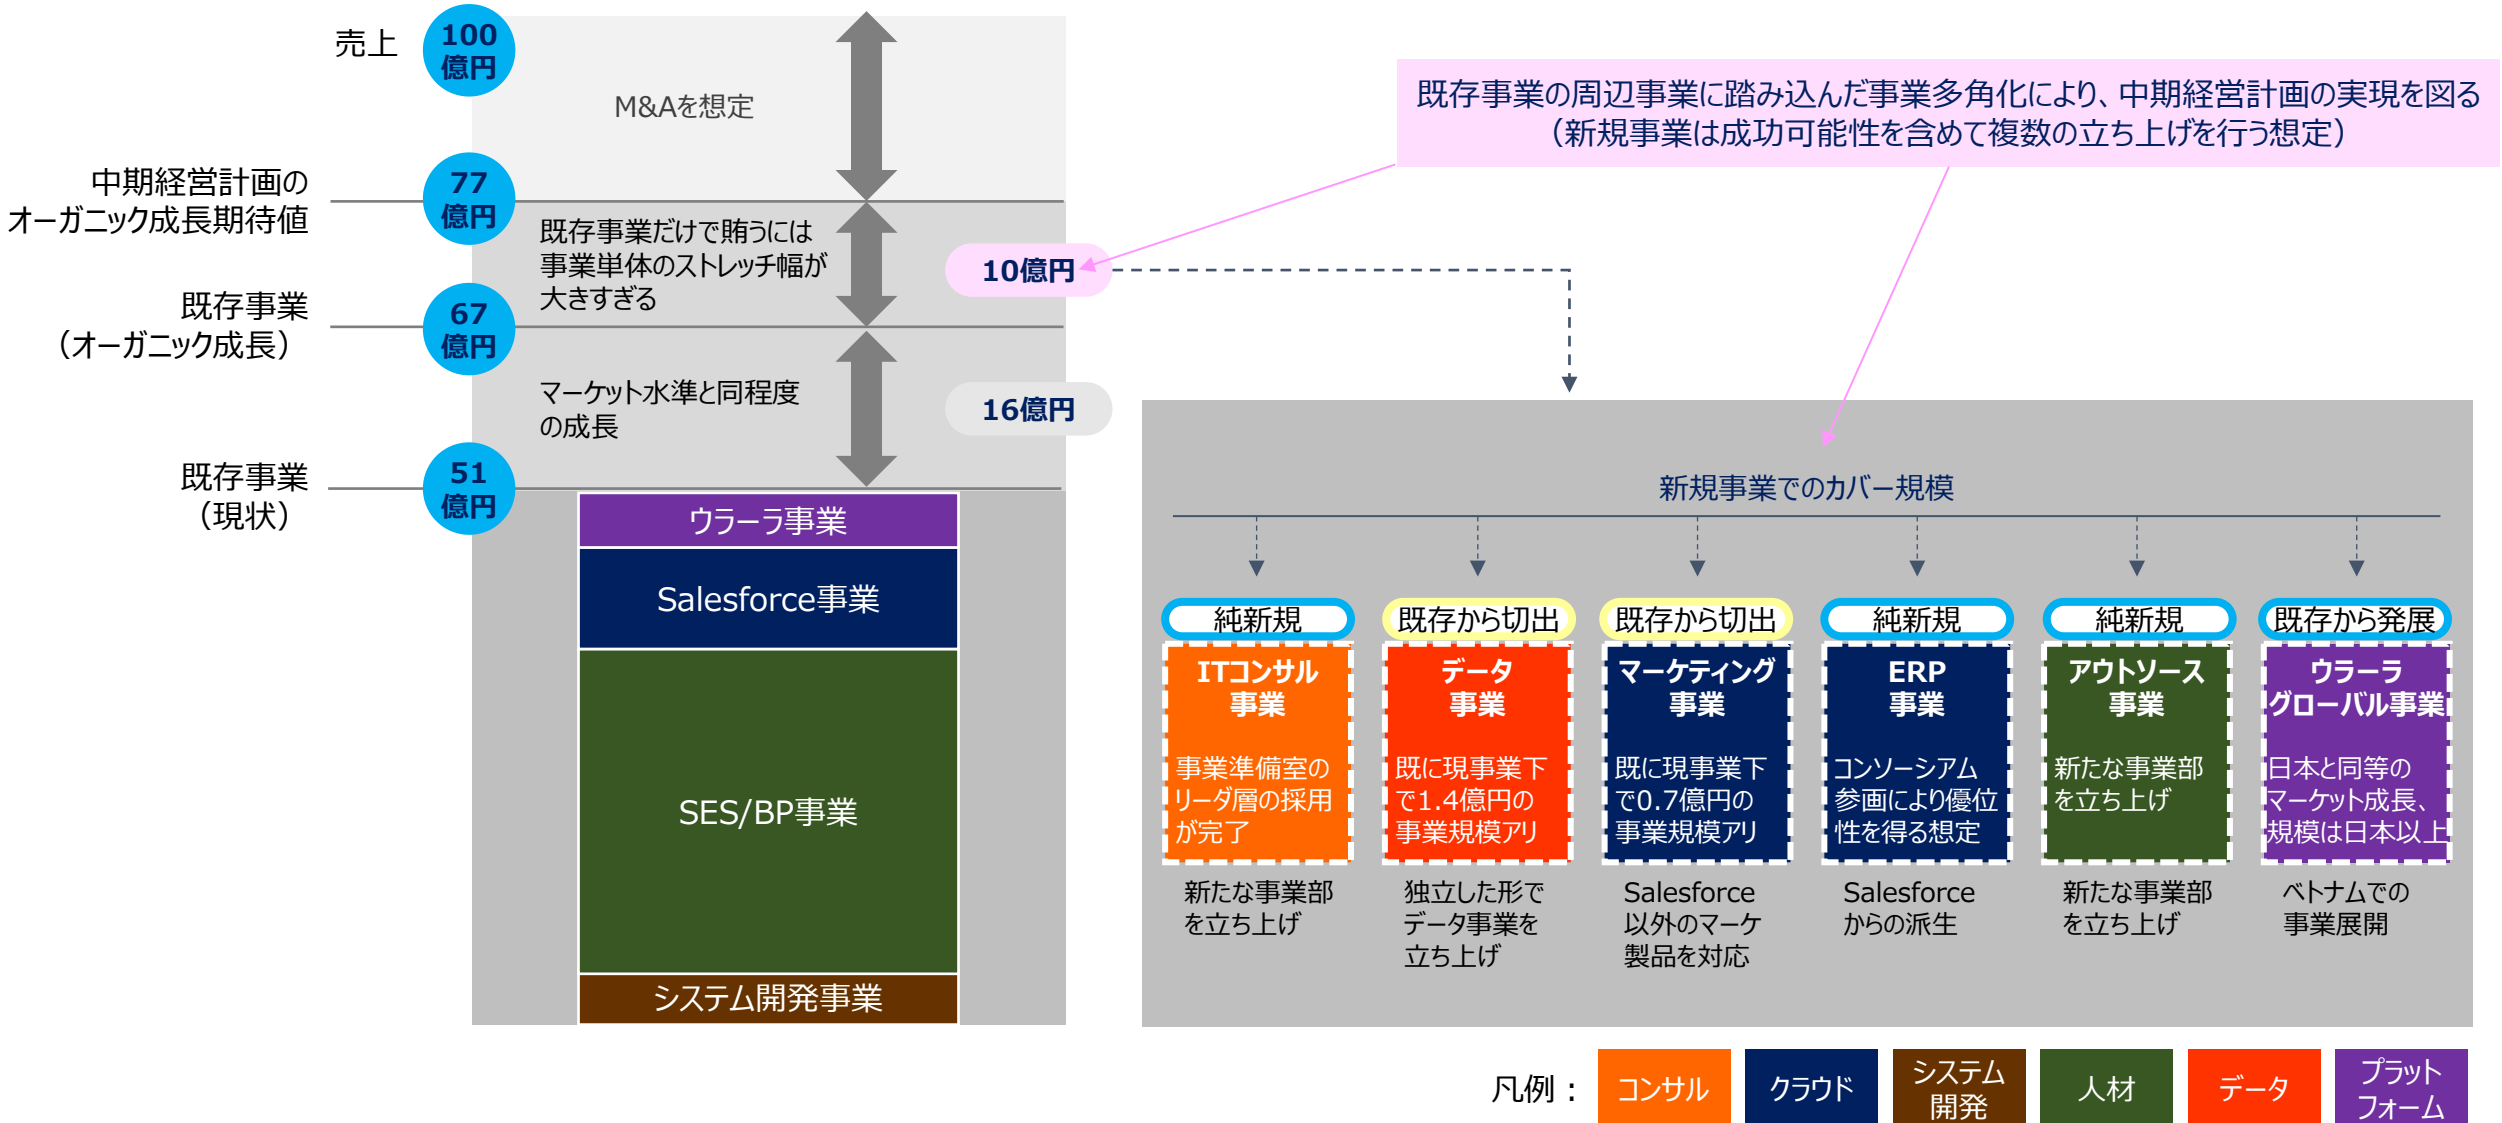 売上
100
億円
M&Aを想定
既存事業の周辺事業に踏み込んだ事業多角化により、中期経営計画の実現を図る
（新規事業は成功可能性を含めて複数の立ち上げを行う想定）
中期経営計画の
オーガニック成長期待値
77
億円
既存事業だけで賄うには
事業単体のストレッチ幅が
大きすぎる
10億円
既存事業
（オーガニック成長）
67
億円
マーケット水準と同程度
の成長
16億円
既存事業
（現状）
51
億円
ウラーラ事業
Salesforce事業
SES/BP事業
システム開発事業
新規事業でのカバー規模
純新規
ITコンサル
事業
事業準備室の
リーダ層の採用
が完了
新たな事業部
を立ち上げ
既存から切出
データ
事業
既に現事業下
で1.4億円の
事業規模アリ
独立した形で
データ事業を
立ち上げ
既存から切出
マーケティング
事業
既に現事業下
で0.7億円の
事業規模アリ
Salesforce
以外のマーケ
製品を対応
純新規
ERP
事業
コンソーシアム
参画により優位
性を得る想定
Salesforce
からの派生
純新規
アウトソース
事業
新たな事業部
を立ち上げ
新たな事業部
を立ち上げ
既存から発展
ウラーラ
グローバル事業
日本と同等の
マーケット成長、
規模は日本以上
ベトナムでの
事業展開
凡例：
コンサル
クラウド
システム
開発
人材
データ
プラット
フォーム